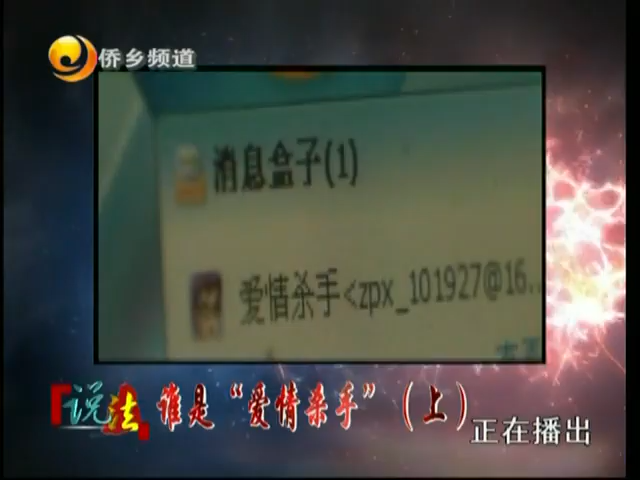 侨乡频道
消息盒子(1)
爱情杀手<zpx_101927@16..
说法
谁是“爱情杀手”(上)
正在播出